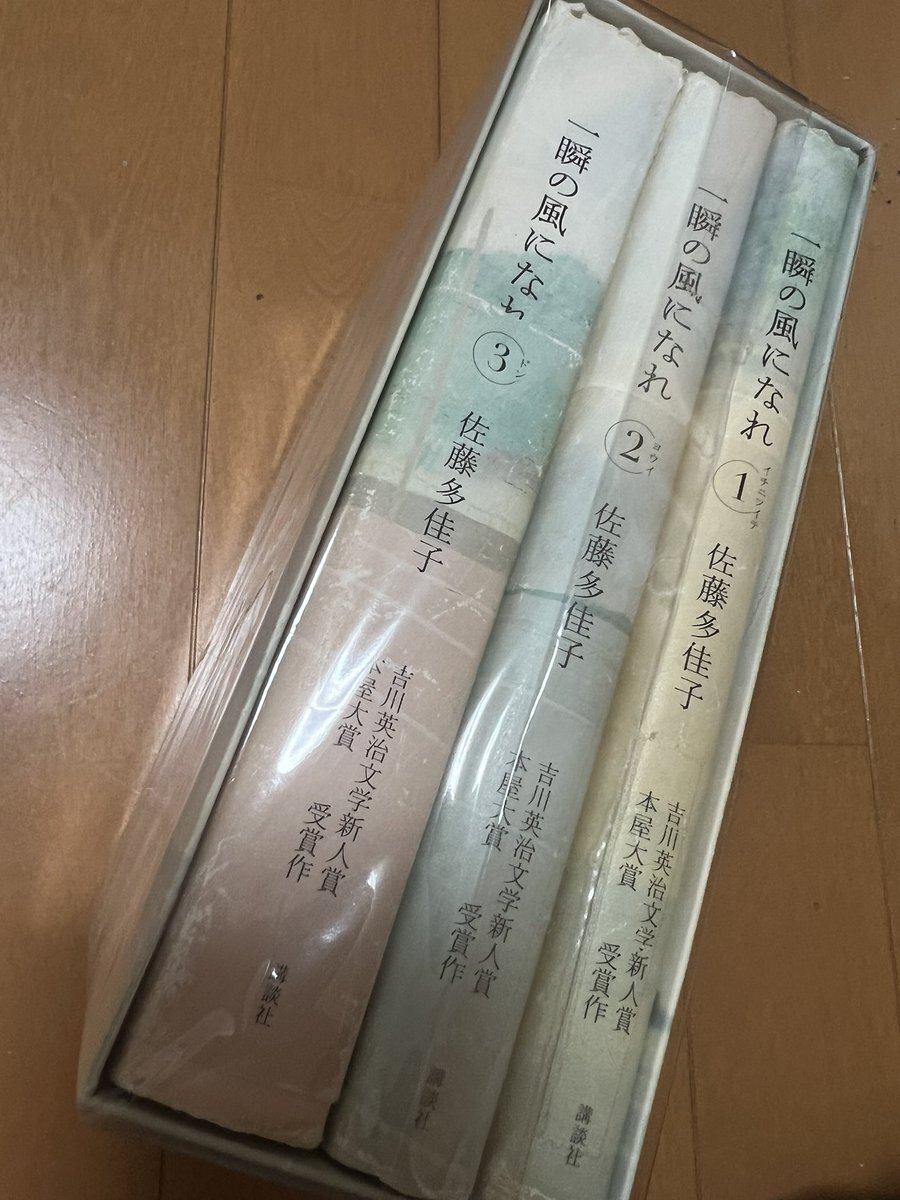 一瞬の風になれ
③
ドン
佐藤多佳子
吉川英治文学新人賞
本屋大賞
受賞作
講談社
一瞬の風になれ
②
ヨウイ
佐藤多佳子
吉川英治文学新人賞
本屋大賞
受賞作
講談社
一瞬の風になれ
①
イチニツイテ
佐藤多佳子
吉川英治文学新人賞
本屋大賞
受賞作
講談社